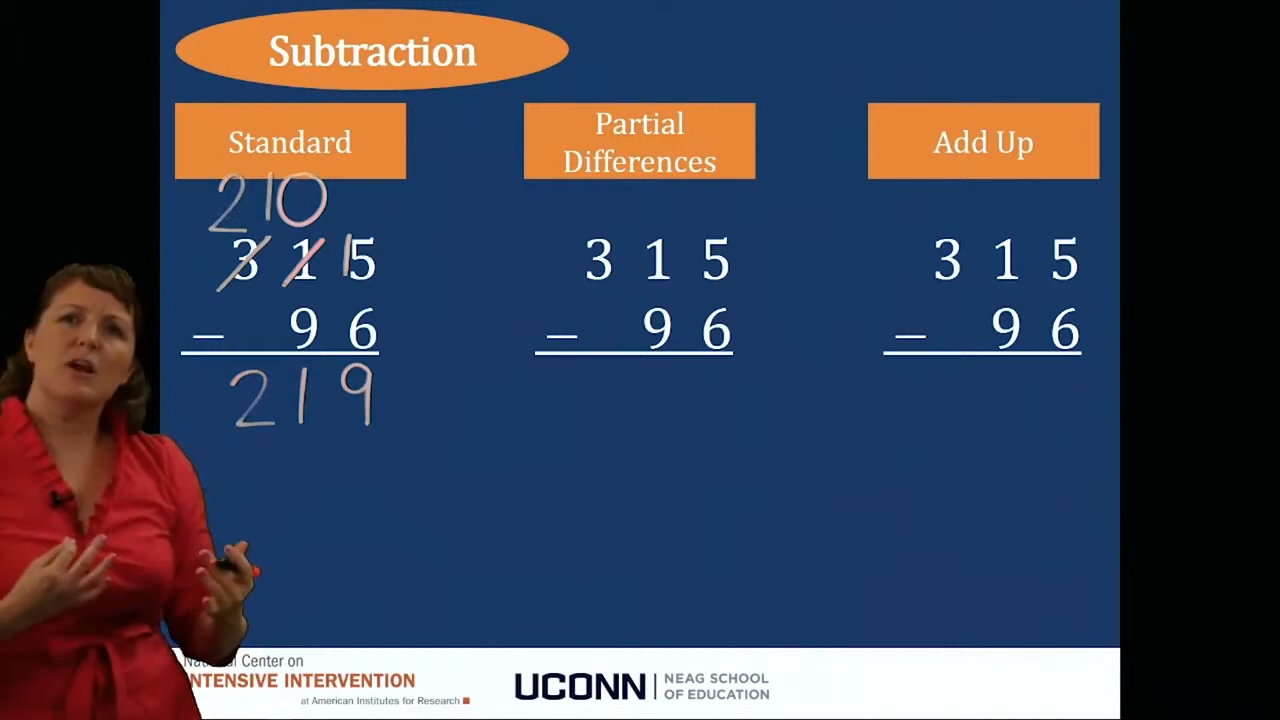 Subtraction
Standard
Partial
Differences
Add Up
2 10
3 1 15
– 9 6
2 1 9
3 1 5
– 9 6
3 1 5
– 9 6
Center on
NTENSIVE INTERVENTION
at American Institutes for Research
UCONN
NEAG SCHOOL
OF EDUCATION